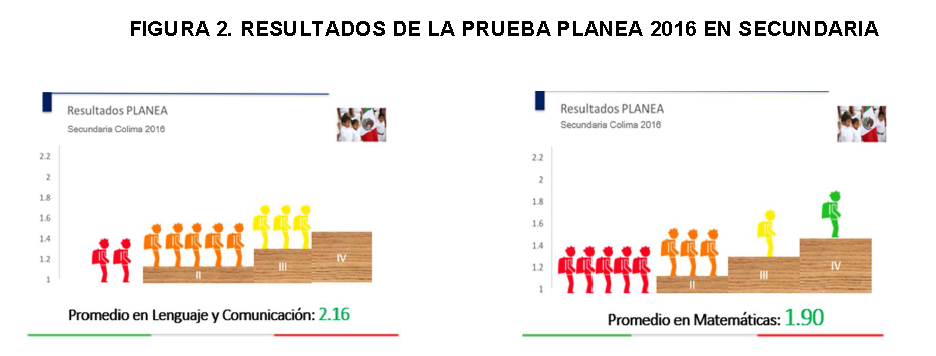 FIGURA 2. RESULTADOS DE LA PRUEBA PLANEA 2016 EN SECUNDARIA
Resultados PLANEA
Secundaria Colima 2016
2.2
2
1.8
1.6
1.4
1.2
1
II
III
IV
Promedio en Lenguaje y Comunicación: 2.16
Resultados PLANEA
Secundaria Colima 2016
2.2
2
1.8
1.6
1.4
1.2
1
II
III
IV
Promedio en Matemáticas: 1.90